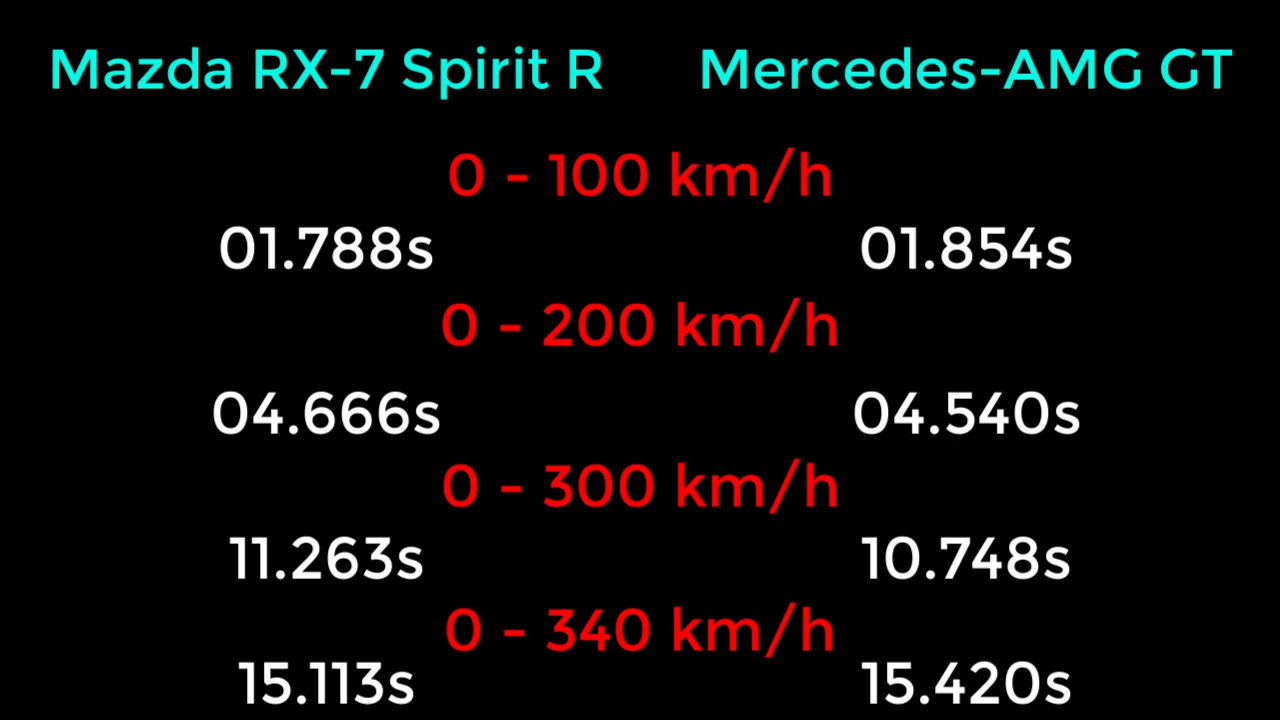 Mazda RX-7 Spirit R Mercedes-AMG GT
0 - 100 km/h
01.788s 01.854s
0 - 200 km/h
04.666s 04.540s
0 - 300 km/h
11.263s 10.748s
0 - 340 km/h
15.113s 15.420s